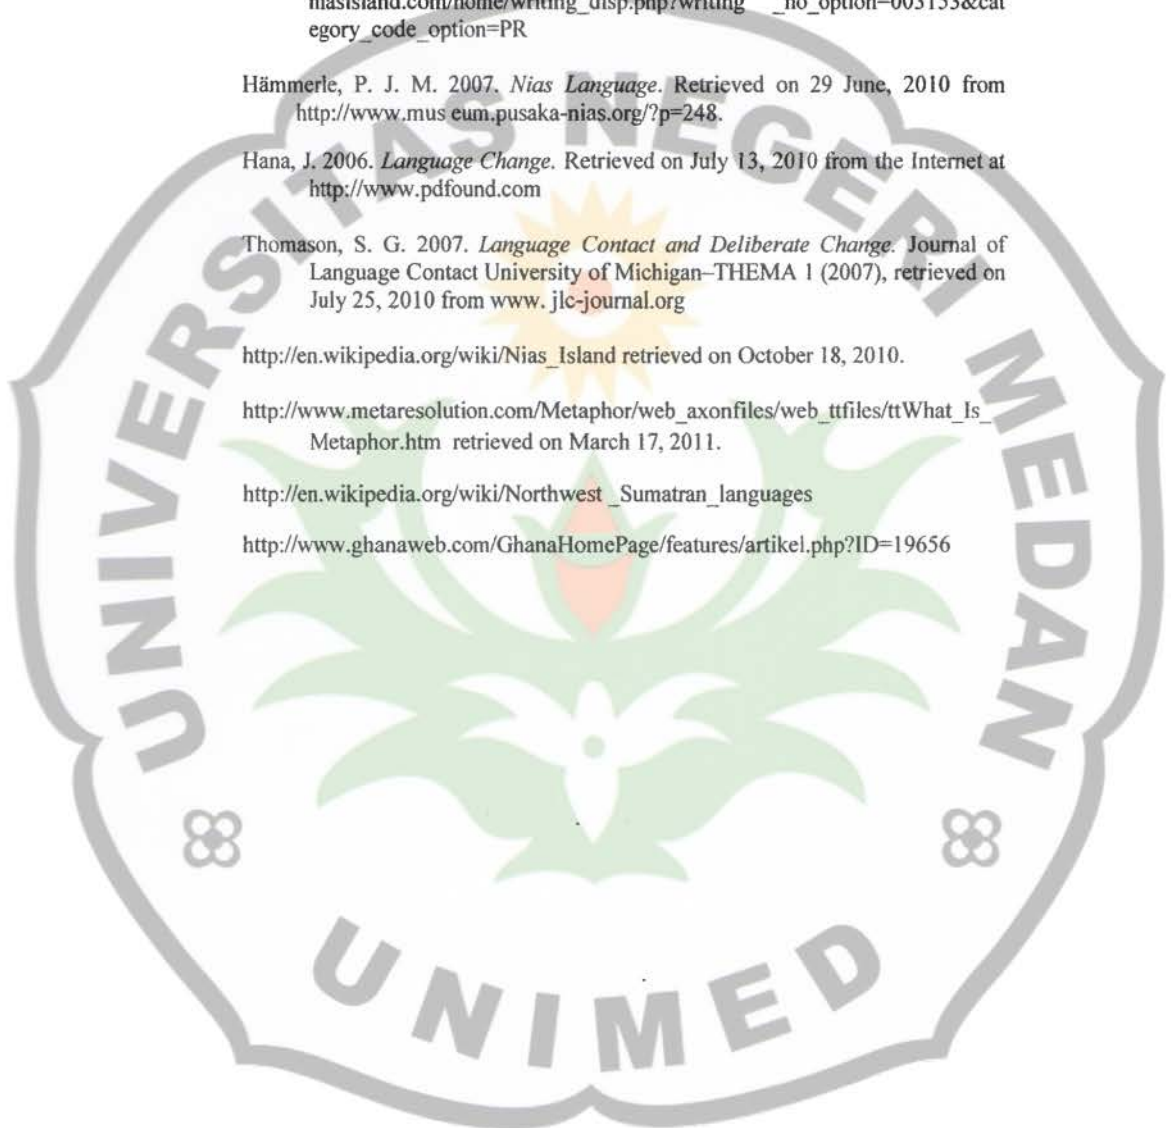 masisland.com/home/writing_disp.php?writing _no_option=003153&cat
egory_code_option=PR
Hämmerle, P. J. M. 2007. Nias Language. Retrieved on 29 June, 2010 from
http://www.mus eum.pusaka-nias.org/?p=248.
Hana, J. 2006. Language Change. Retrieved on July 13, 2010 from the Internet at
http://www.pdfound.com
Thomason, S. G. 2007. Language Contact and Deliberate Change. Journal of
Language Contact University of Michigan–THEMA 1 (2007), retrieved on
July 25, 2010 from www. jlc-journal.org
http://en.wikipedia.org/wiki/Nias_Island retrieved on October 18, 2010.
http://www.metaresolution.com/Metaphor/web_axonfiles/web_ttfiles/ttWhat_Is_
Metaphor.htm retrieved on March 17, 2011.
http://en.wikipedia.org/wiki/Northwest _Sumatran_languages
http://www.ghanaweb.com/GhanaHomePage/features/artikel.php?ID=19656
UNIVERSITAS NEGERI MEDAN
UNIMED